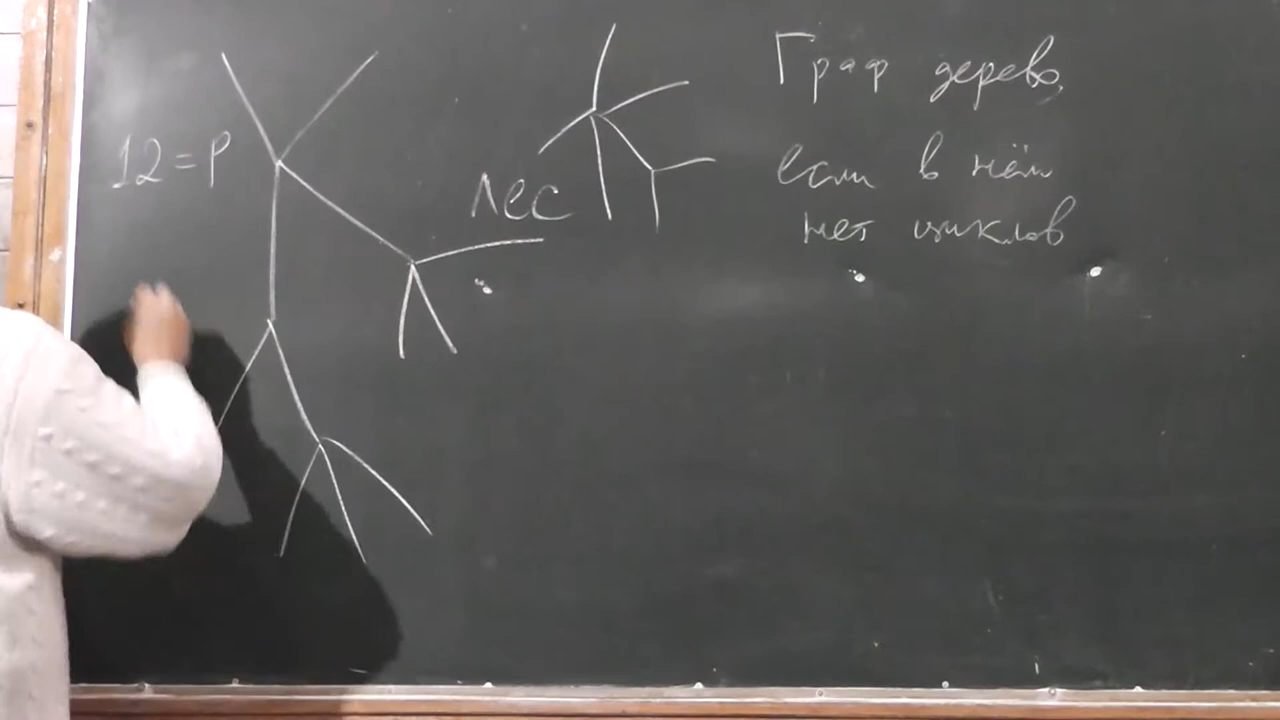 12=P
лес
Граф дерево,
если в нём
нет циклов